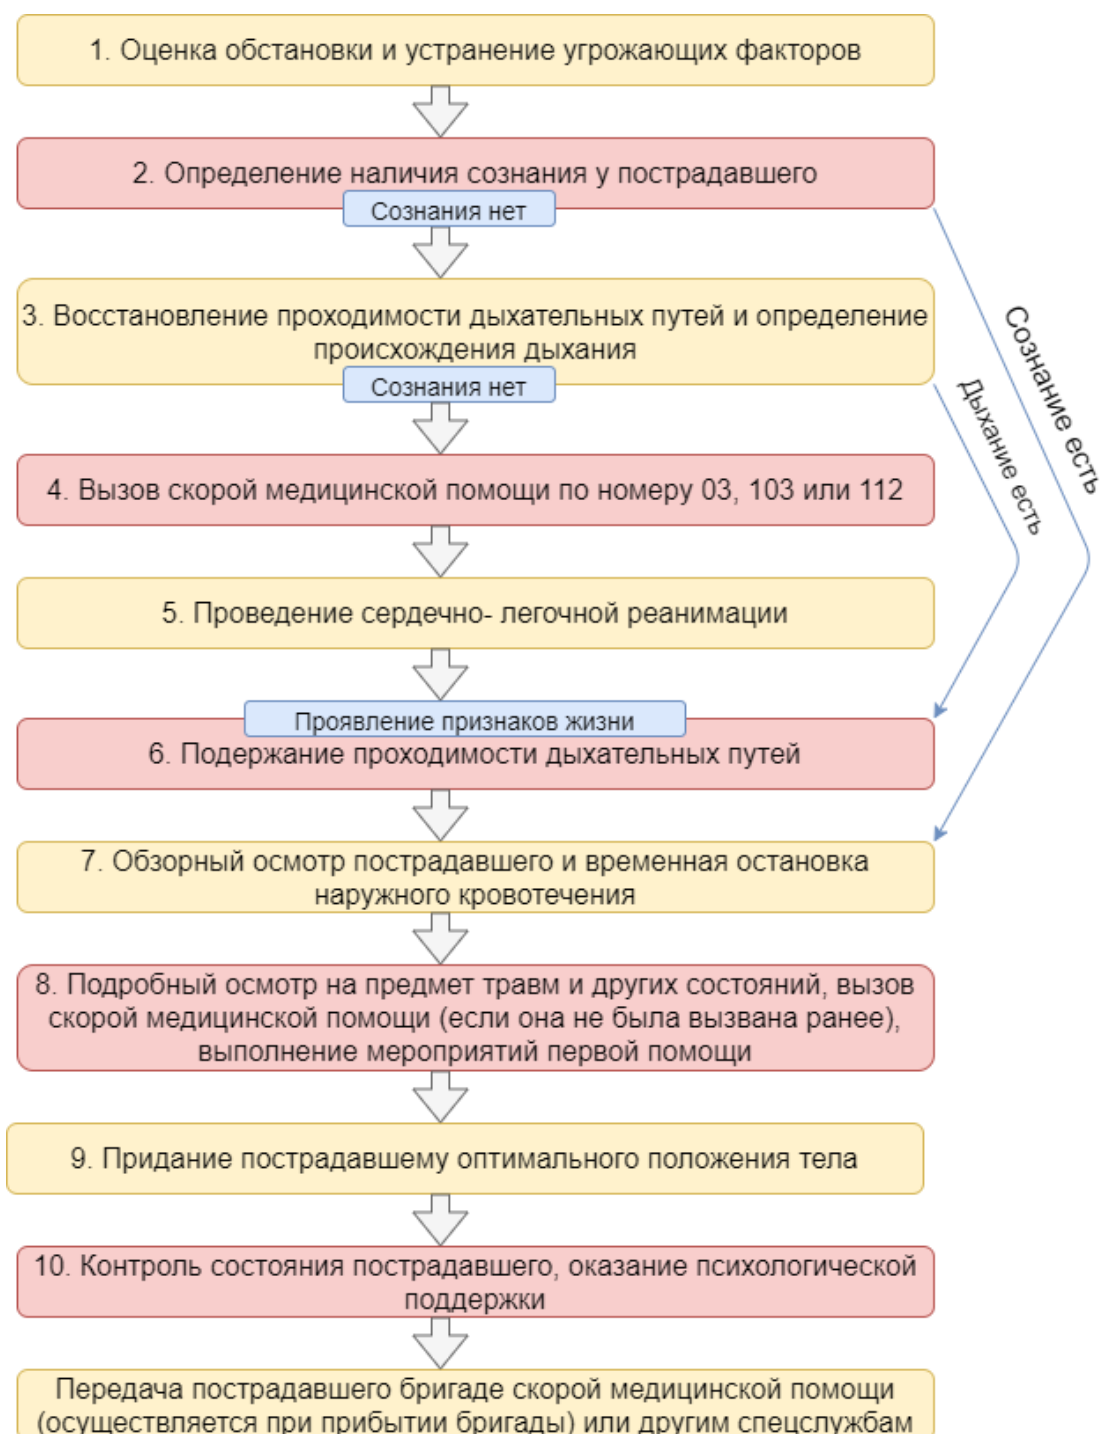 1. Оценка обстановки и устранение угрожающих факторов
2. Определение наличия сознания у пострадавшего
Сознания нет
3. Восстановление проходимости дыхательных путей и определение
происхождения дыхания
Сознания нет
Сознание есть
Дыхание есть
4. Вызов скорой медицинской помощи по номеру 03, 103 или 112
5. Проведение сердечно- легочной реанимации
Проявление признаков жизни
6. Подержание проходимости дыхательных путей
7. Обзорный осмотр пострадавшего и временная остановка
наружного кровотечения
8. Подробный осмотр на предмет травм и других состояний, вызов
скорой медицинской помощи (если она не была вызвана ранее),
выполнение мероприятий первой помощи
9. Придание пострадавшему оптимального положения тела
10. Контроль состояния пострадавшего, оказание психологической
поддержки
Передача пострадавшего бригаде скорой медицинской помощи
(осуществляется при прибытии бригады) или другим спецслужбам